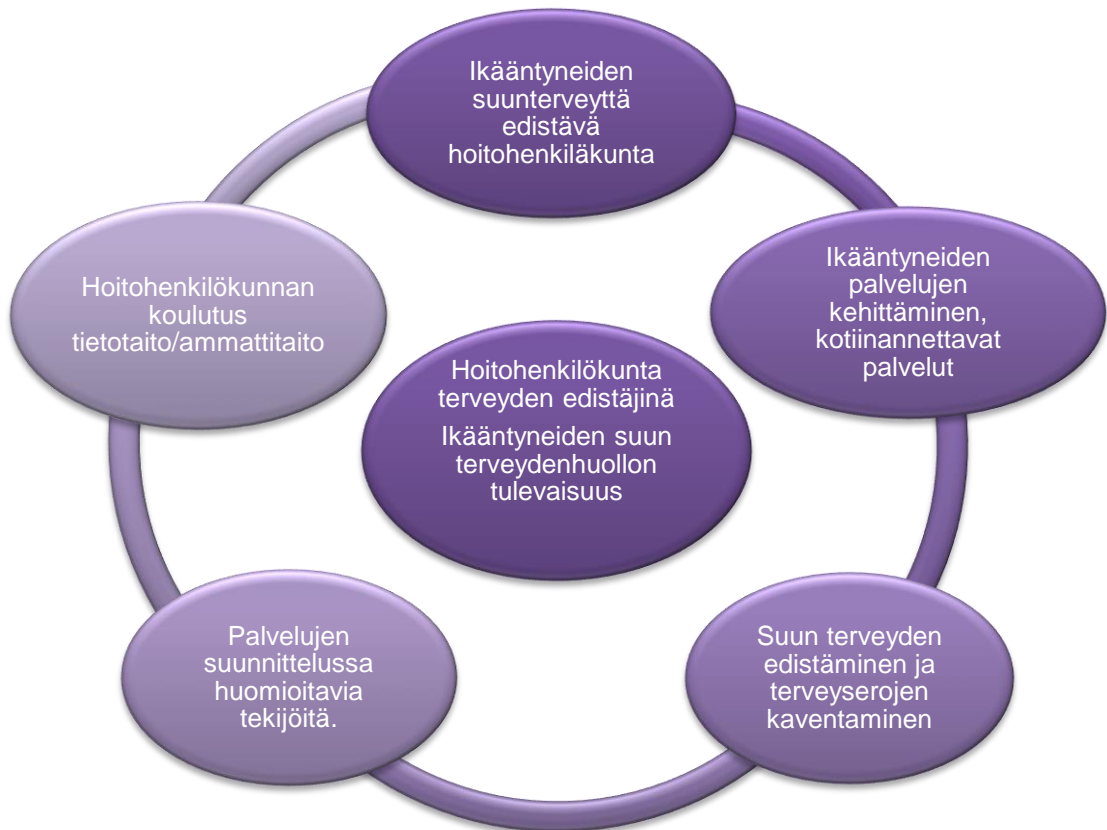 Ikääntyneiden
suunterveyttä
edistävä
hoitohenkiläkunta
Ikääntyneiden
palvelujen
kehittäminen,
kotiinannettavat
palvelut
Suun terveyden
edistäminen ja
terveyserojen
kaventaminen
Palvelujen
suunnittelussa
huomioitavia
tekijöitä.
Hoitohenkilökunnan
koulutus
tietotaito/ammattitaito
Hoitohenkilökunta
terveyden edistäjinä
Ikääntyneiden suun
terveydenhuollon
tulevaisuus